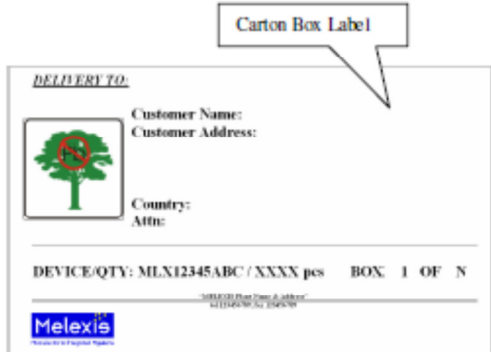 Carton Box Label
DELIVERY TO:
Customer Name:
Customer Address:
Pb
Country:
Attn:
DEVICE/QTY: MLX12345ABC / XXXX pcs BOX 1 OF N
Melexis